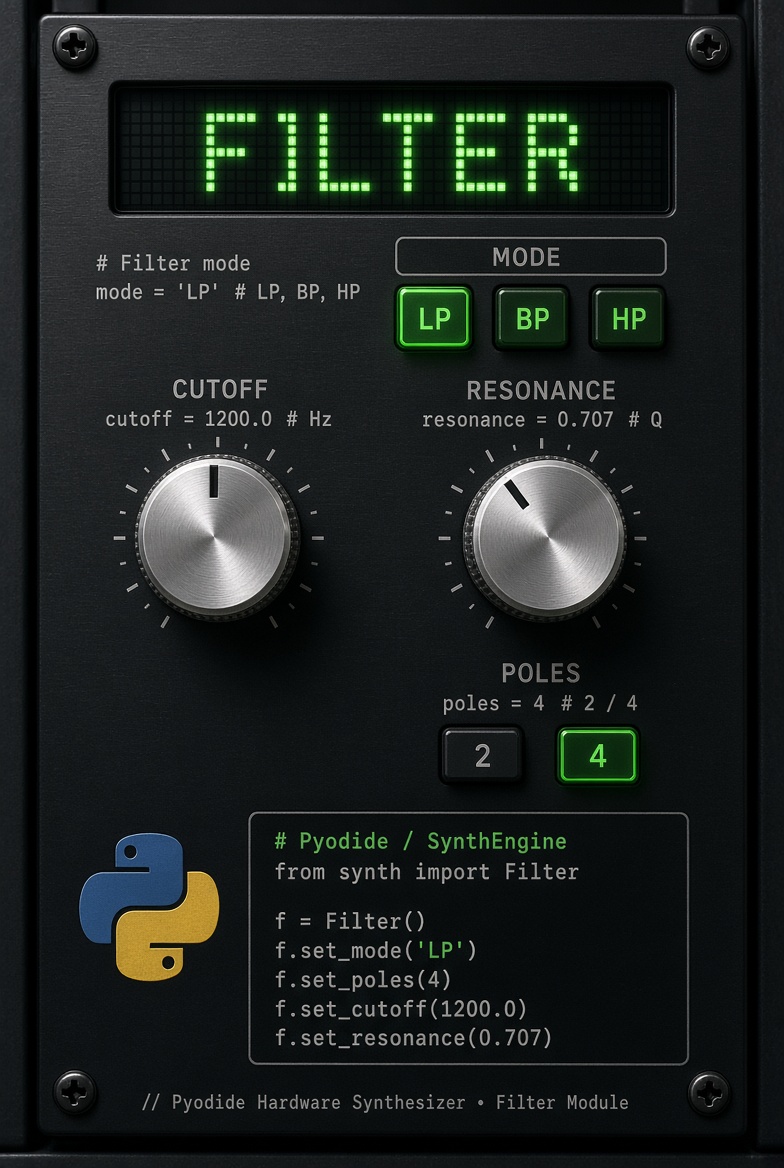 FILTER
# Filter mode
mode = 'LP' # LP, BP, HP
MODE
LP BP HP
CUTOFF
cutoff = 1200.0 # Hz
RESONANCE
resonance = 0.707 # Q
POLES
poles = 4 # 2 / 4
2 4
# Pyodide / SynthEngine
from synth import Filter
f = Filter()
f.set_mode('LP')
f.set_poles(4)
f.set_cutoff(1200.0)
f.set_resonance(0.707)
// Pyodide Hardware Synthesizer • Filter Module